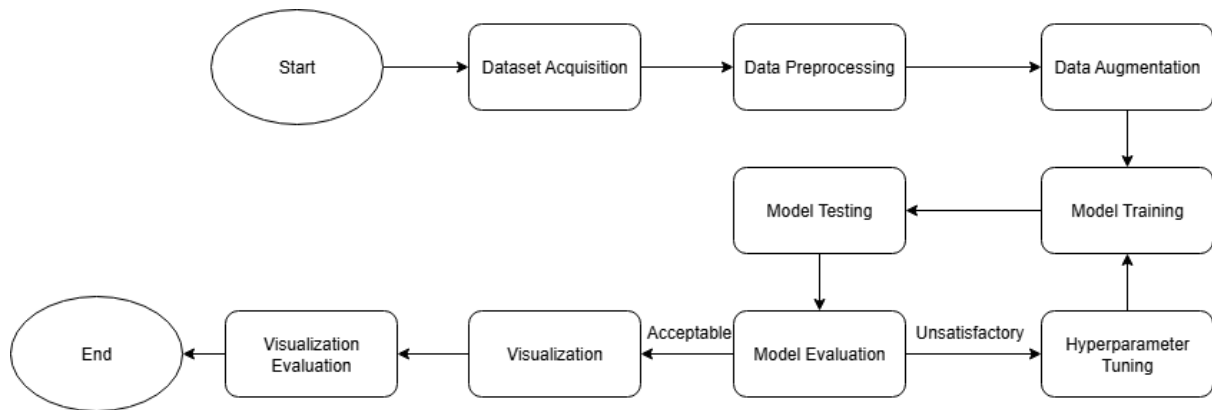 Start
Dataset Acquisition
Data Preprocessing
Data Augmentation
Model Testing
Model Training
End
Visualization
Evaluation
Visualization
Acceptable
Model Evaluation
Unsatisfactory
Hyperparameter
Tuning